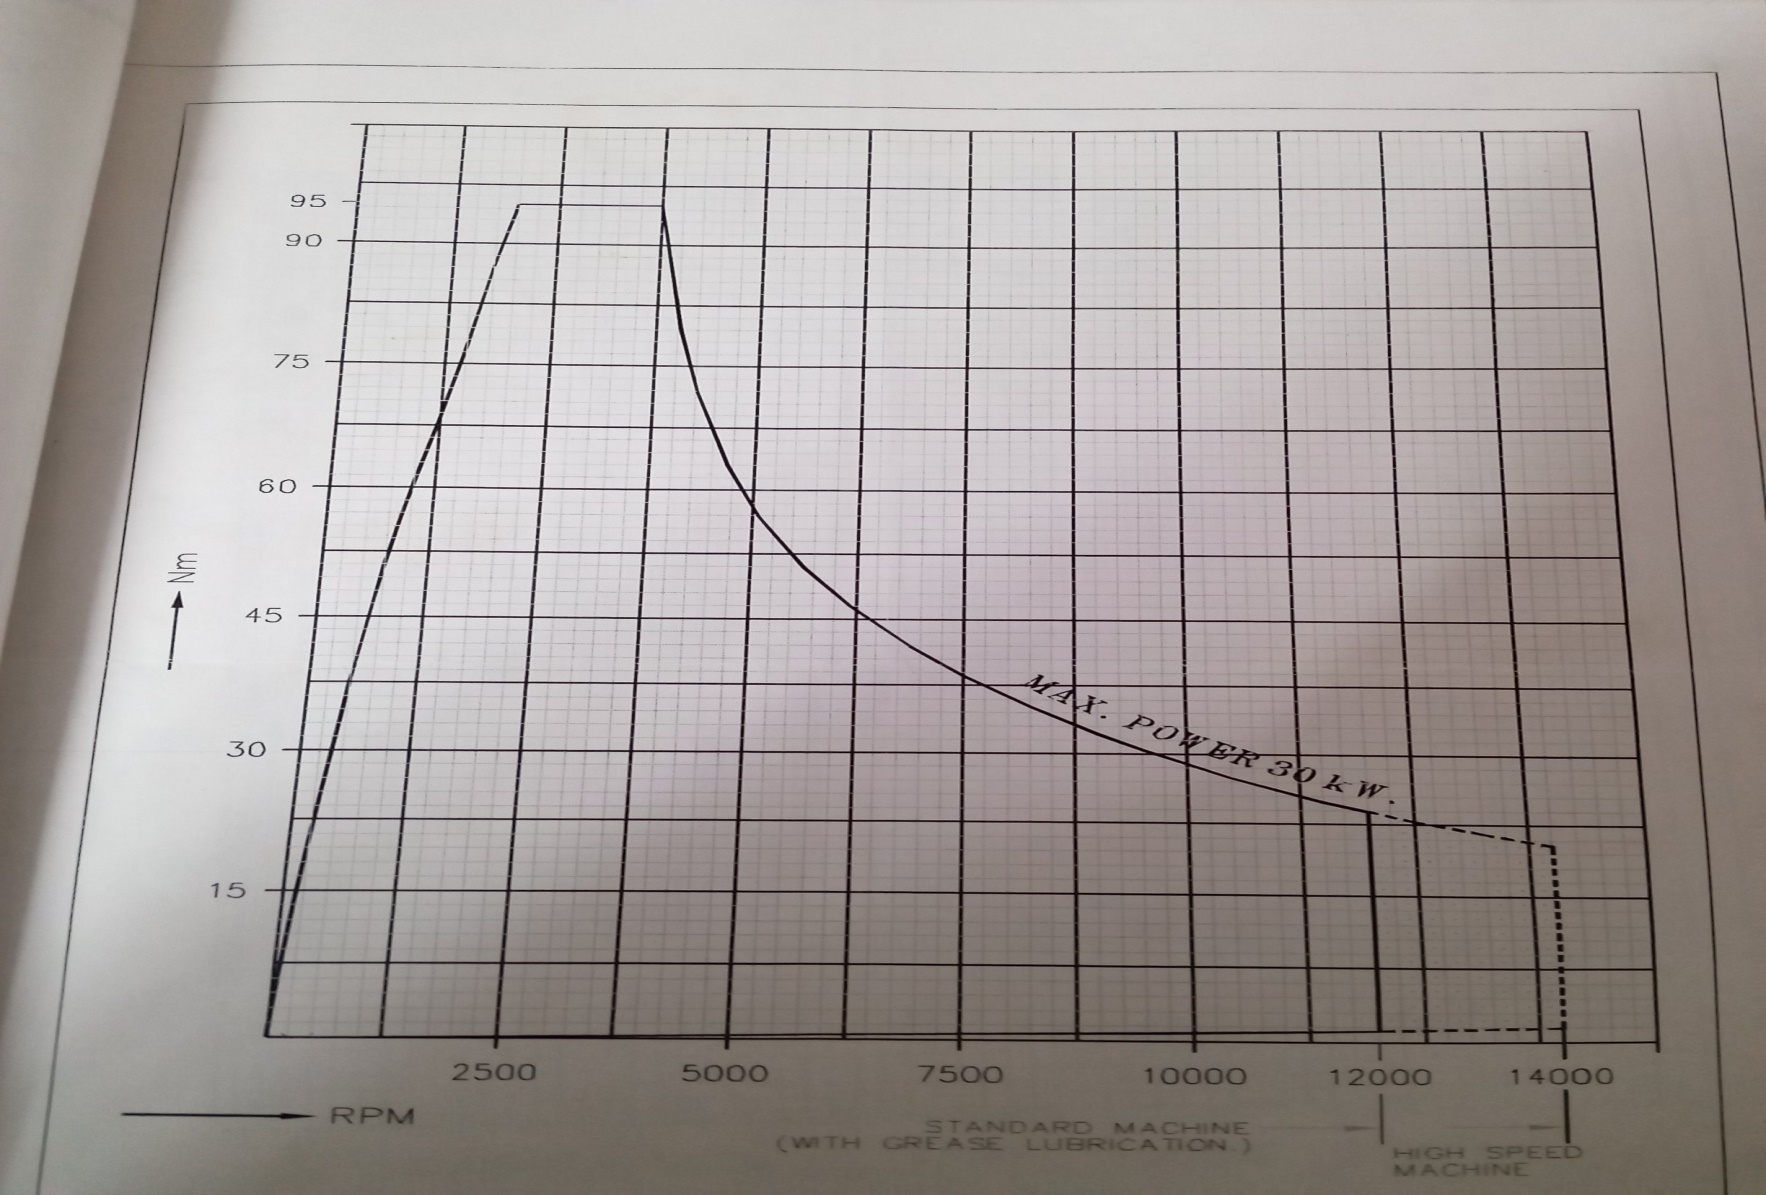 95
90
75
60
Nm
45
30
15
MAX. POWER 30 kW.
2500 5000 7500 10000 12000 14000
RPM
STANDARD MACHINE
(WITH GREASE LUBRICATION.)
HIGH SPEED
MACHINE